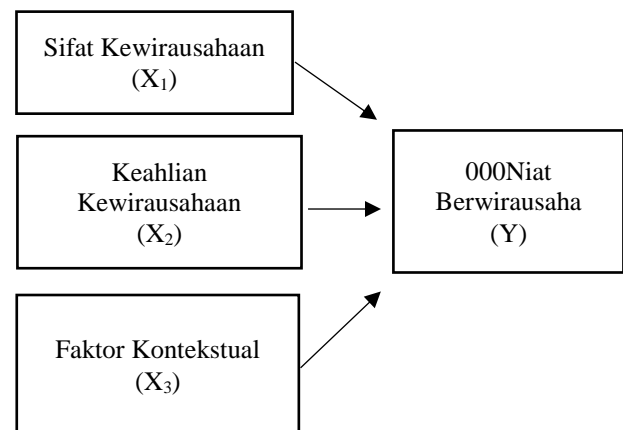 Sifat Kewirausahaan
(X₁)
Keahlian
Kewirausahaan
(X₂)
000Niat
Berwirausaha
(Y)
Faktor Kontekstual
(X₃)